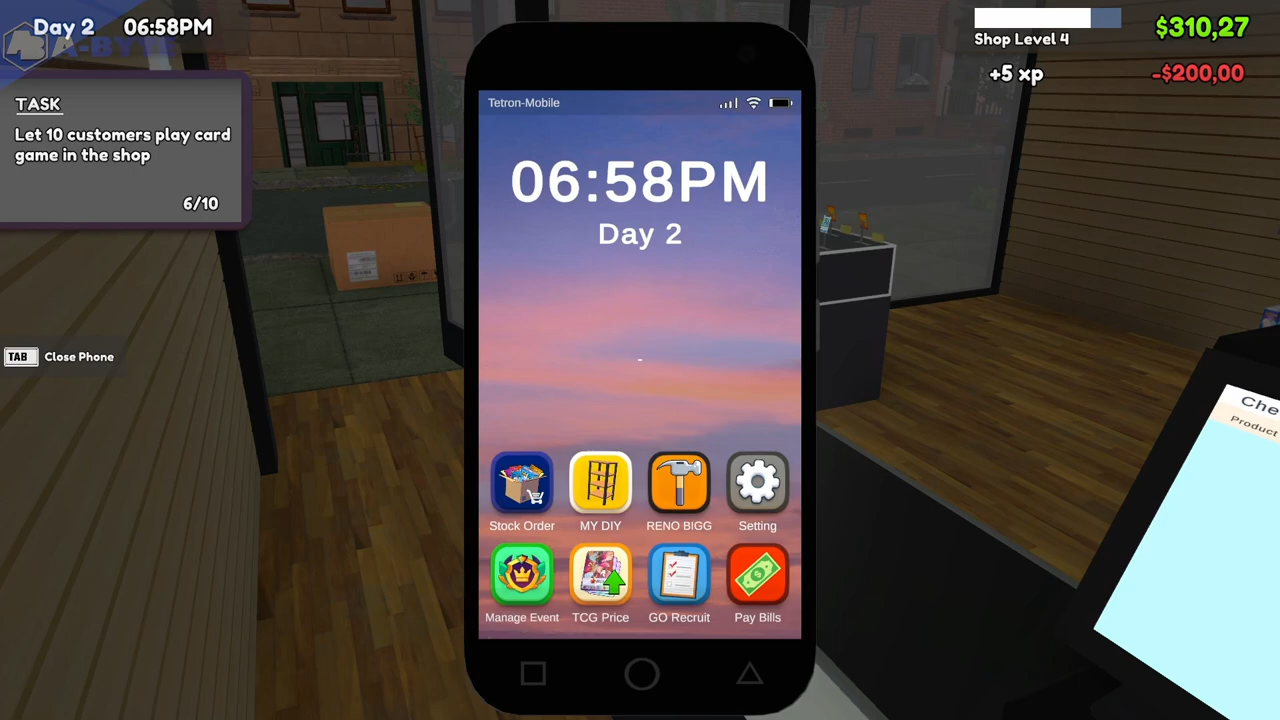 Day 2 06:58PM
A-BYTE
TASK
Let 10 customers play card
game in the shop
6/10
TAB Close Phone
Shop Level 4
$310,27
+5 xp
-$200,00
Tetron-Mobile
06:58PM
Day 2
Stock Order
MY DIY
RENO BIGG
Setting
Manage Event
TCG Price
GO Recruit
Pay Bills
Che
Product